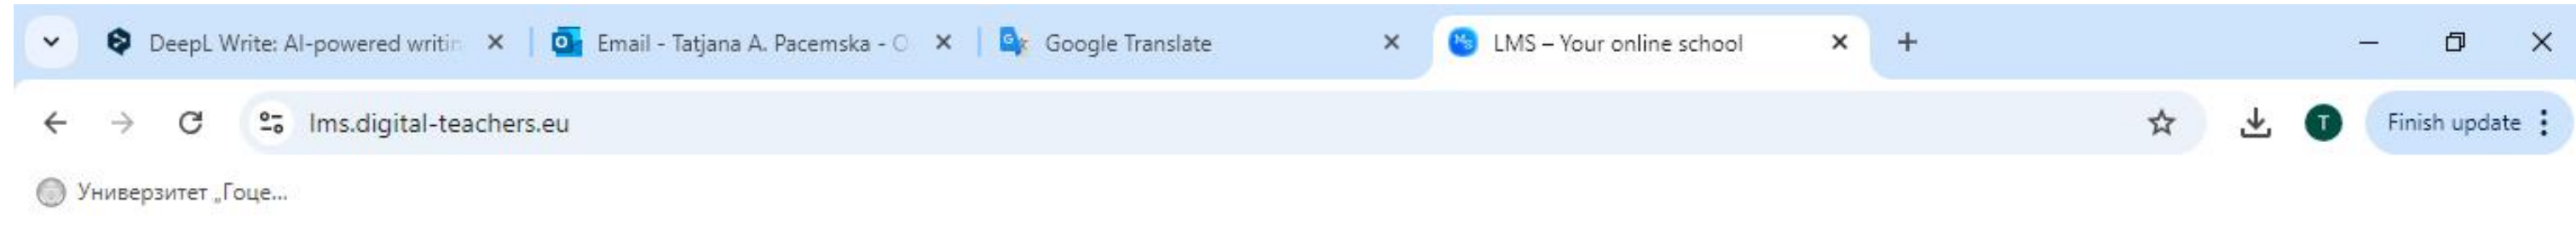 DeepL Write: AI-powered writin Email - Tatjana A. Pacemska - O Google Translate LMS – Your online school
lms.digital-teachers.eu T Finish update
Универзитет „Гоце...